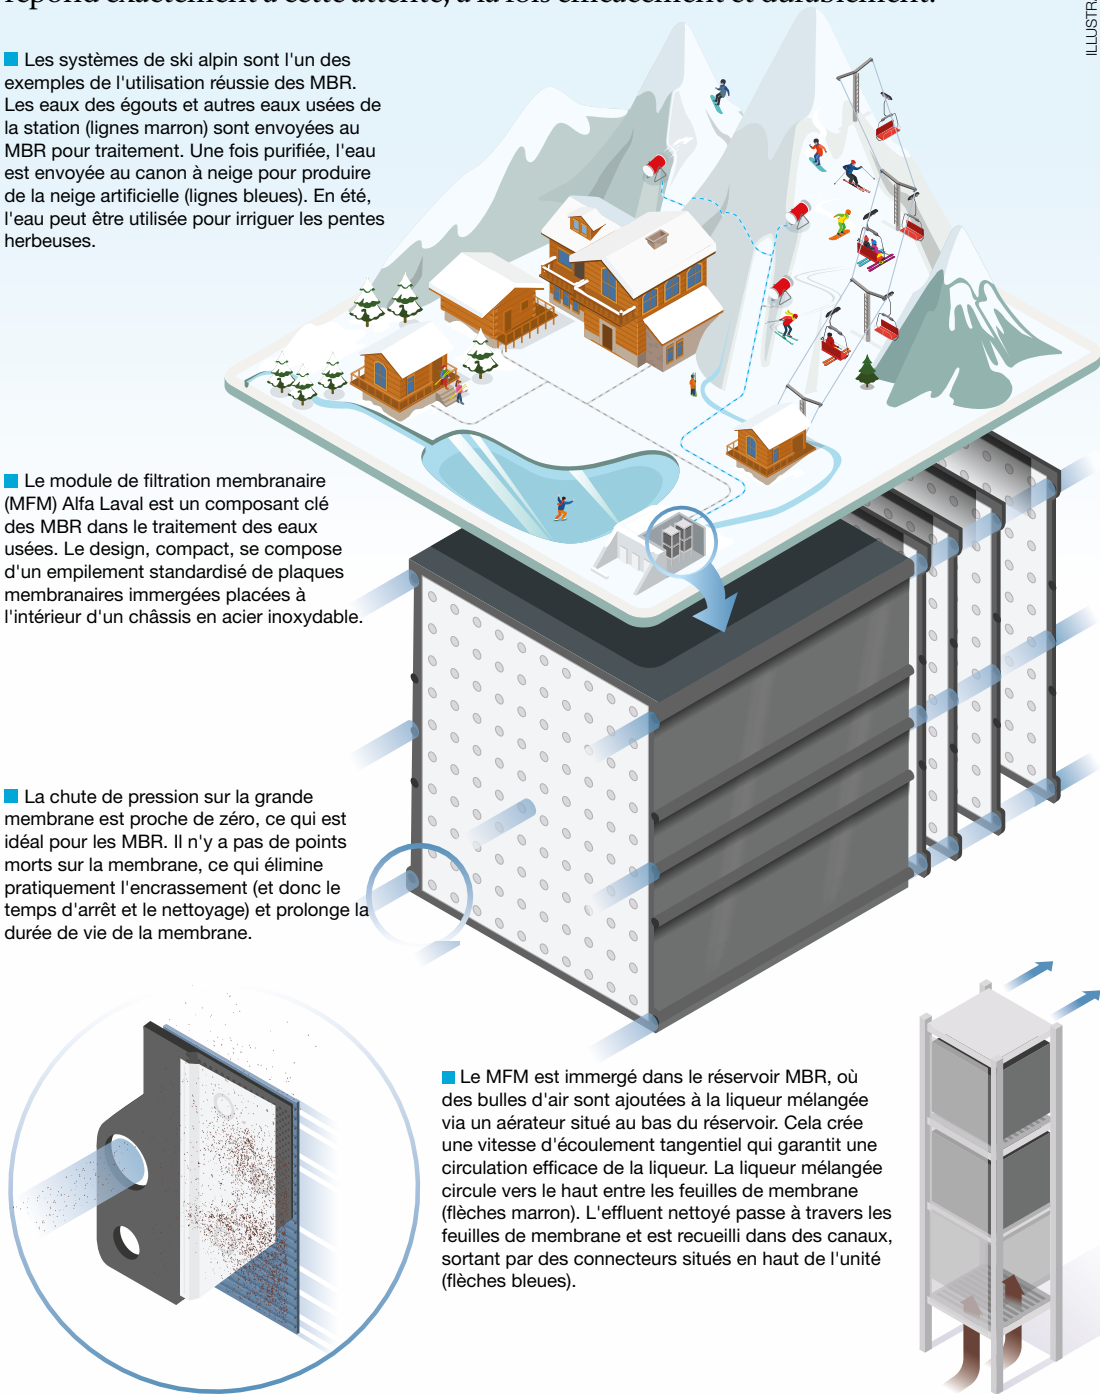 répond exactement à cette attente, à la fois efficacement et durablement.
ILLUSTR
Les systèmes de ski alpin sont l'un des
exemples de l'utilisation réussie des MBR.
Les eaux des égouts et autres eaux usées de
la station (lignes marron) sont envoyées au
MBR pour traitement. Une fois purifiée, l'eau
est envoyée au canon à neige pour produire
de la neige artificielle (lignes bleues). En été,
l'eau peut être utilisée pour irriguer les pentes
herbeuses.
Le module de filtration membranaire
(MFM) Alfa Laval est un composant clé
des MBR dans le traitement des eaux
usées. Le design, compact, se compose
d'un empilement standardisé de plaques
membranaires immergées placées à
l'intérieur d'un châssis en acier inoxydable.
La chute de pression sur la grande
membrane est proche de zéro, ce qui est
idéal pour les MBR. Il n'y a pas de points
morts sur la membrane, ce qui élimine
pratiquement l'encrassement (et donc le
temps d'arrêt et le nettoyage) et prolonge la
durée de vie de la membrane.
Le MFM est immergé dans le réservoir MBR, où
des bulles d'air sont ajoutées à la liqueur mélangée
via un aérateur situé au bas du réservoir. Cela crée
une vitesse d'écoulement tangentiel qui garantit une
circulation efficace de la liqueur. La liqueur mélangée
circule vers le haut entre les feuilles de membrane
(flèches marron). L'effluent nettoyé passe à travers les
feuilles de membrane et est recueilli dans des canaux,
sortant par des connecteurs situés en haut de l'unité
(flèches bleues).